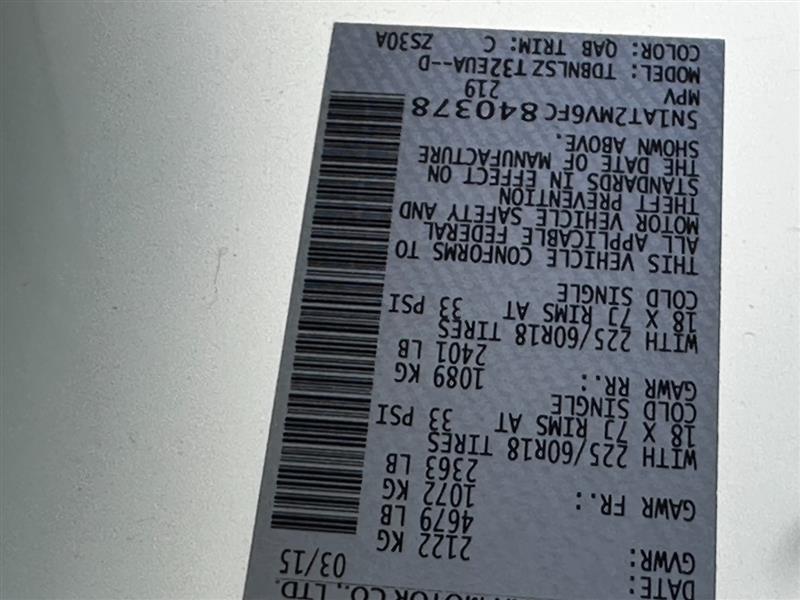 MOTOR CO., LTD.
DATE: 03/15
GVWR: 2122 KG
4679 LB
GAWR FR.: 1072 KG
2363 LB
WITH 225/60R18 TIRES
18 X 7J RIMS AT 33 PSI
COLD SINGLE
GAWR RR.: 1089 KG
2401 LB
WITH 225/60R18 TIRES
18 X 7J RIMS AT 33 PSI
COLD SINGLE
THIS VEHICLE CONFORMS TO
ALL APPLICABLE FEDERAL
MOTOR VEHICLE SAFETY AND
THEFT PREVENTION
STANDARDS IN EFFECT ON
THE DATE OF MANUFACTURE
SHOWN ABOVE.
5N1AT2MV6FC840378
MPV 219
MODEL: TDBNLSZ T32EUA--D
COLOR: QAB TRIM: C ZS30A